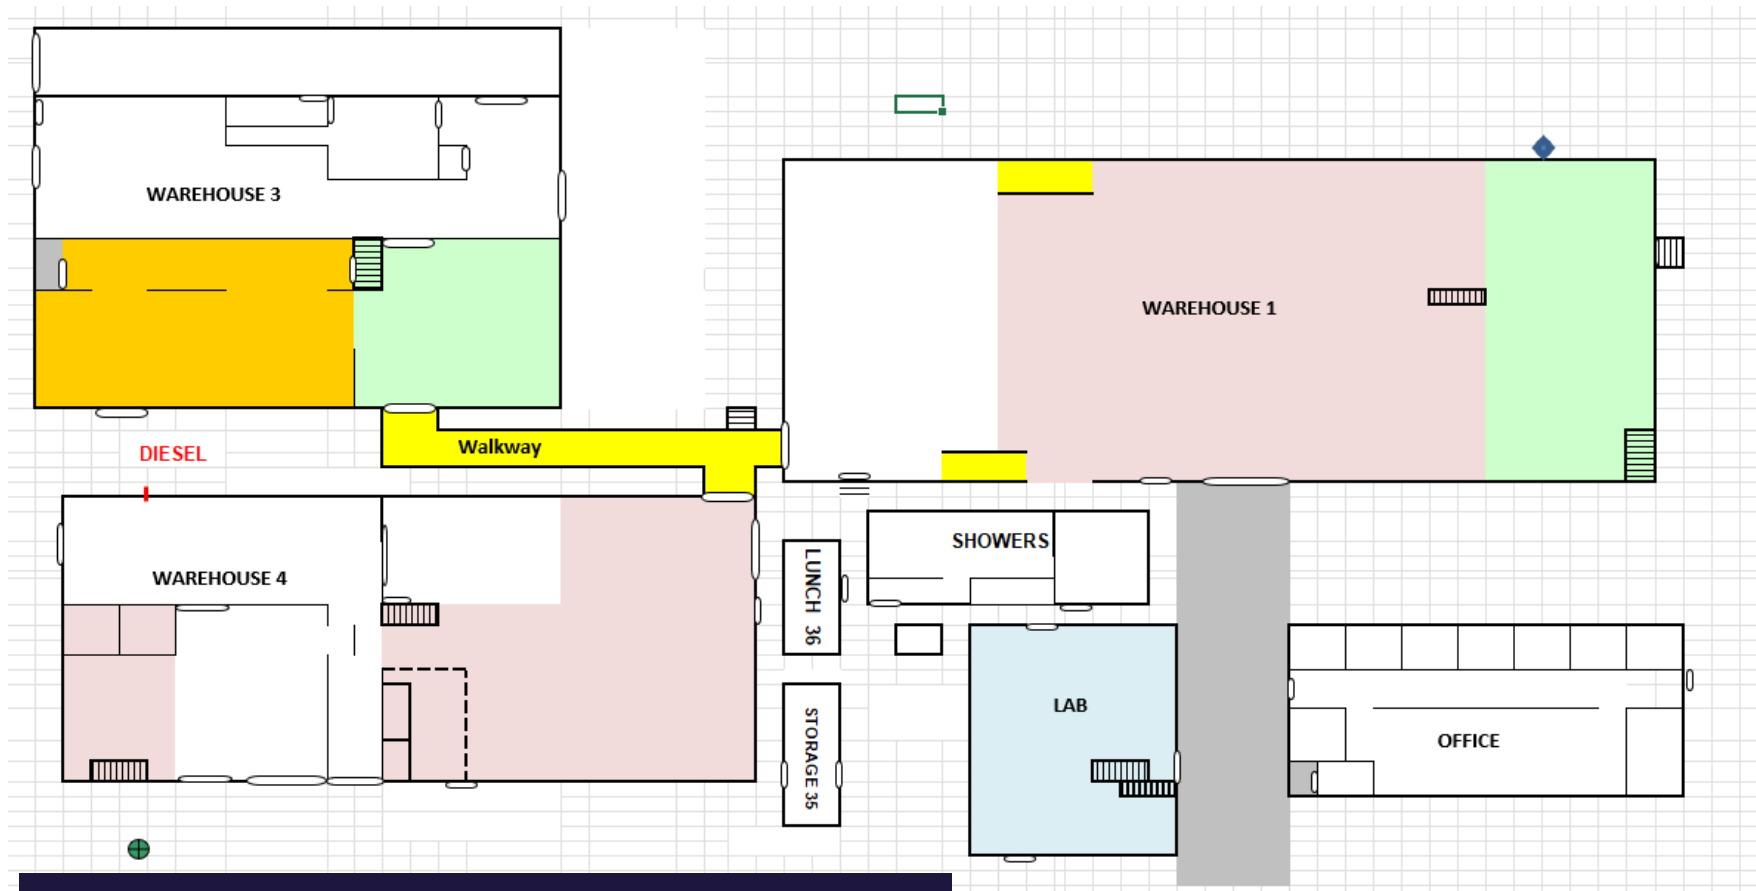 WAREHOUSE 3
WAREHOUSE 1
Walkway
DIESEL
SHOWERS
WAREHOUSE 4
LUNCH 36
LAB
STORAGE 35
OFFICE